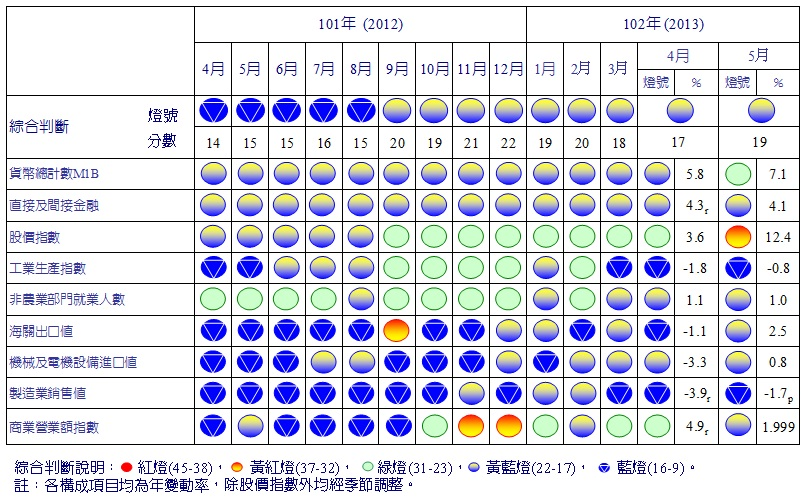 101年 (2012) 102年 (2013)
4月 5月 6月 7月 8月 9月 10月 11月 12月 1月 2月 3月 4月 5月
燈號 % 燈號 %
綜合判斷 燈號
分數 14 15 15 16 15 20 19 21 22 19 20 18 17 19
貨幣總計數M1B 5.8 7.1
直接及間接金融 4.3r 4.1
股價指數 3.6 12.4
工業生產指數 -1.8 -0.8
非農業部門就業人數 1.1 1.0
海關出口值 -1.1 2.5
機械及電機設備進口值 -3.3 0.8
製造業銷售值 -3.9r -1.7p
商業營業額指數 4.9r 1.999
綜合判斷說明：紅燈(45-38)，黃紅燈(37-32)，綠燈(31-23)，黃藍燈(22-17)，藍燈(16-9)。
註：各構成項目均為年變動率，除股價指數外均經季節調整。